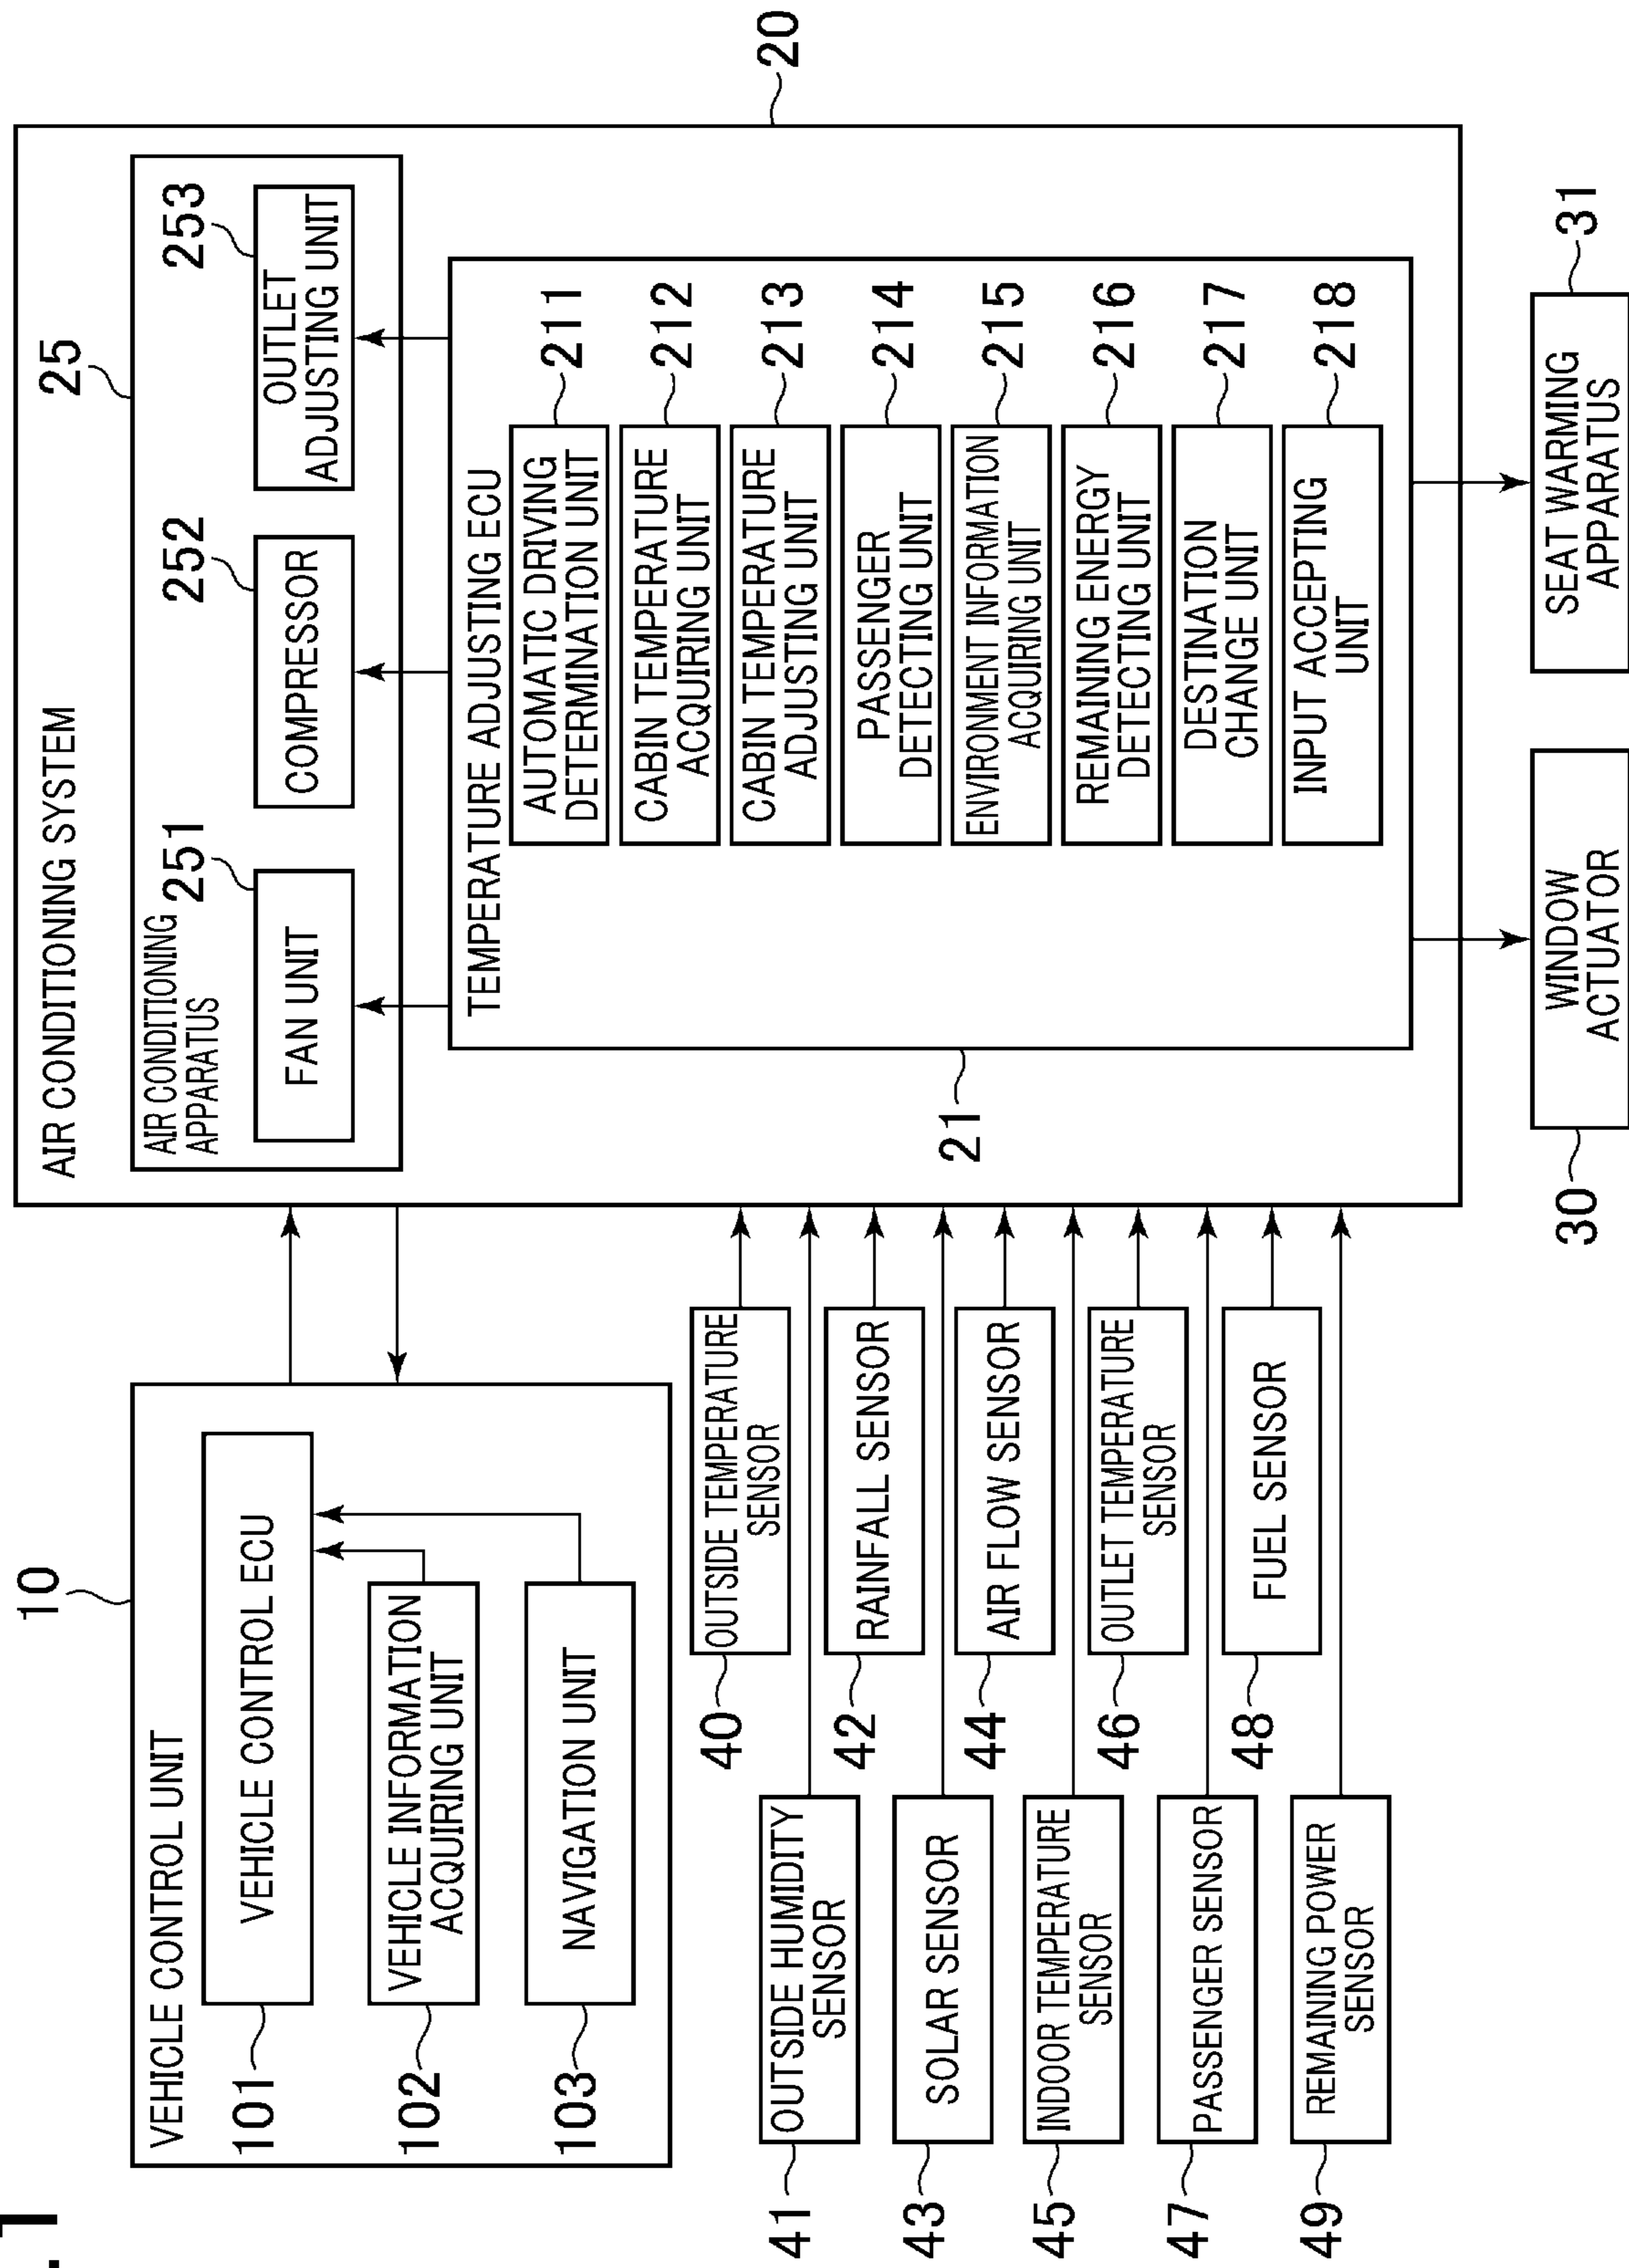 . 1
10
VEHICLE CONTROL UNIT
101
VEHICLE CONTROL ECU
102
VEHICLE INFORMATION
ACQUIRING UNIT
103
NAVIGATION UNIT
40
OUTSIDE TEMPERATURE
SENSOR
41
OUTSIDE HUMIDITY
SENSOR
42
RAINFALL SENSOR
43
SOLAR SENSOR
44
AIR FLOW SENSOR
45
INDOOR TEMPERATURE
SENSOR
46
OUTLET TEMPERATURE
SENSOR
47
PASSENGER SENSOR
48
FUEL SENSOR
49
REMAINING POWER
SENSOR
AIR CONDITIONING SYSTEM
20
25
AIR CONDITIONING
APPARATUS
251
FAN UNIT
252
COMPRESSOR
253
OUTLET
ADJUSTING UNIT
TEMPERATURE ADJUSTING ECU
21
AUTOMATIC DRIVING
DETERMINATION UNIT
211
CABIN TEMPERATURE
ACQUIRING UNIT
212
CABIN TEMPERATURE
ADJUSTING UNIT
213
PASSENGER
DETECTING UNIT
214
ENVIRONMENT INFORMATION
ACQUIRING UNIT
215
REMAINING ENERGY
DETECTING UNIT
216
DESTINATION
CHANGE UNIT
217
INPUT ACCEPTING
UNIT
218
30
WINDOW
ACTUATOR
31
SEAT WARMING
APPARATUS